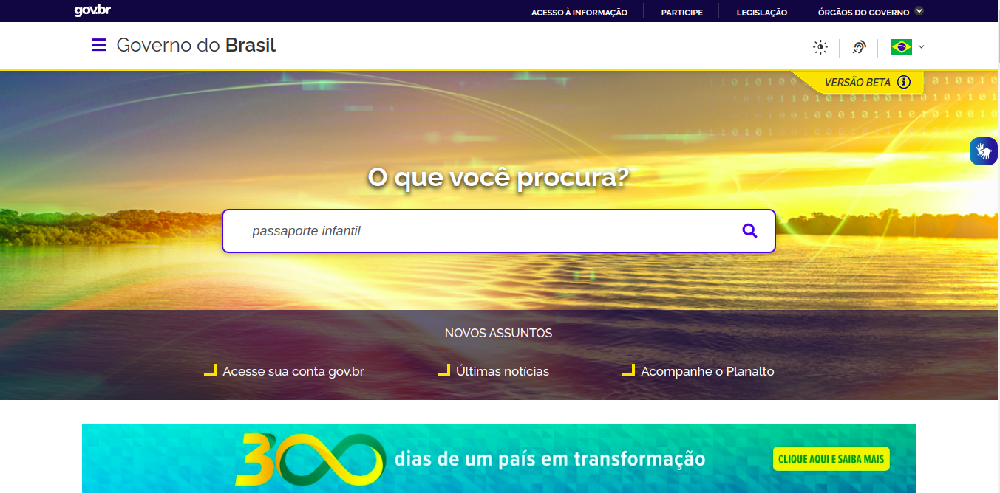 gov.br
ACESSO À INFORMAÇÃO
PARTICIPE
LEGISLAÇÃO
ÓRGÃOS DO GOVERNO
Governo do Brasil
VERSÃO BETA
O que você procura?
passaporte infantil
NOVOS ASSUNTOS
Acesse sua conta gov.br
Últimas notícias
Acompanhe o Planalto
300 dias de um país em transformação
CLIQUE AQUI E SAIBA MAIS